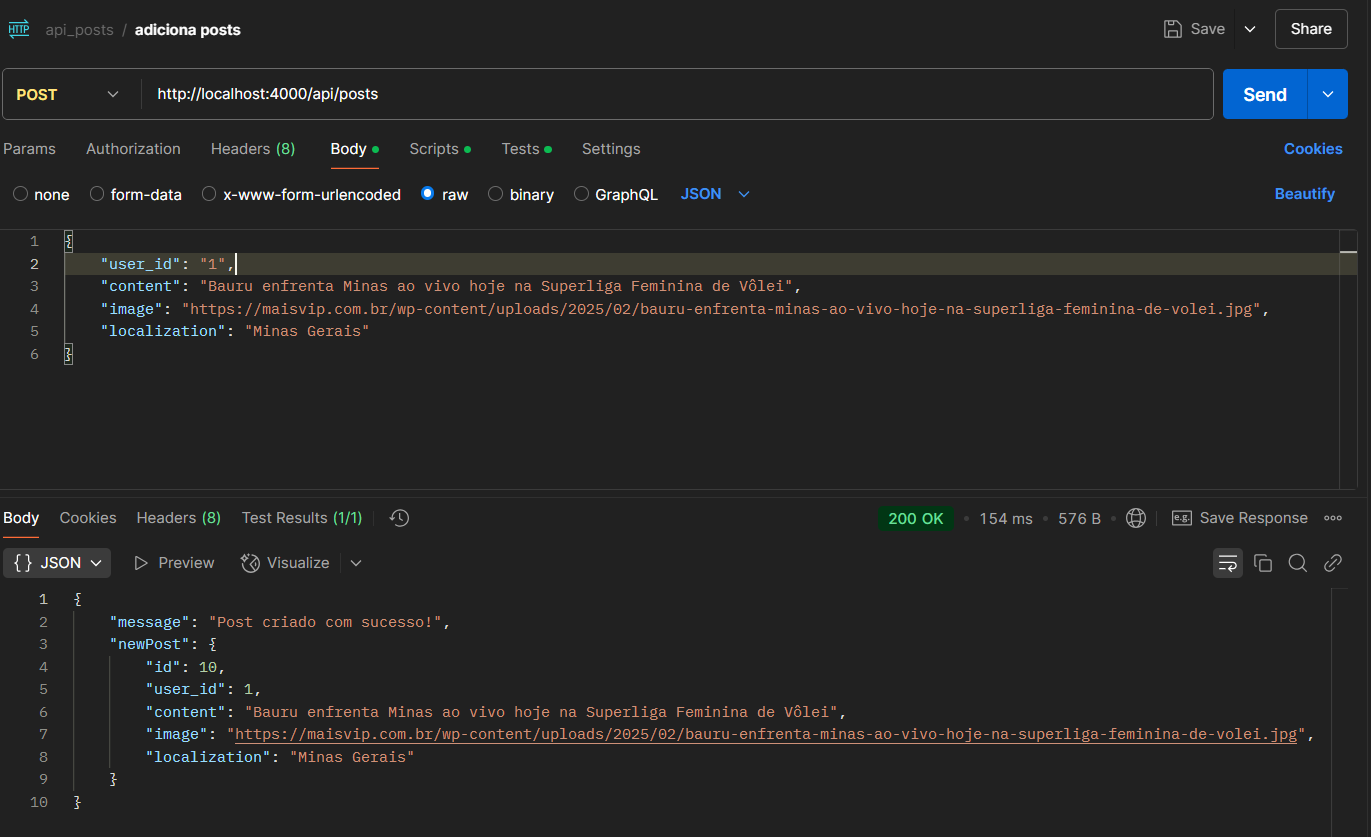 HTTP api_posts / adiciona posts Save Share
POST http://localhost:4000/api/posts Send
Params Authorization Headers (8) Body Scripts Tests Settings Cookies
none form-data x-www-form-urlencoded raw binary GraphQL JSON Beautify
1 {
2 "user_id": "1",
3 "content": "Bauru enfrenta Minas ao vivo hoje na Superliga Feminina de Vôlei",
4 "image": "https://maisvip.com.br/wp-content/uploads/2025/02/bauru-enfrenta-minas-ao-vivo-hoje-na-superliga-feminina-de-volei.jpg",
5 "localization": "Minas Gerais"
6 }
Body Cookies Headers (8) Test Results (1/1) 200 OK 154 ms 576 B e.g. Save Response
{} JSON Preview Visualize
1 {
2 "message": "Post criado com sucesso!",
3 "newPost": {
4 "id": 10,
5 "user_id": 1,
6 "content": "Bauru enfrenta Minas ao vivo hoje na Superliga Feminina de Vôlei",
7 "image": "https://maisvip.com.br/wp-content/uploads/2025/02/bauru-enfrenta-minas-ao-vivo-hoje-na-superliga-feminina-de-volei.jpg",
8 "localization": "Minas Gerais"
9 }
10 }